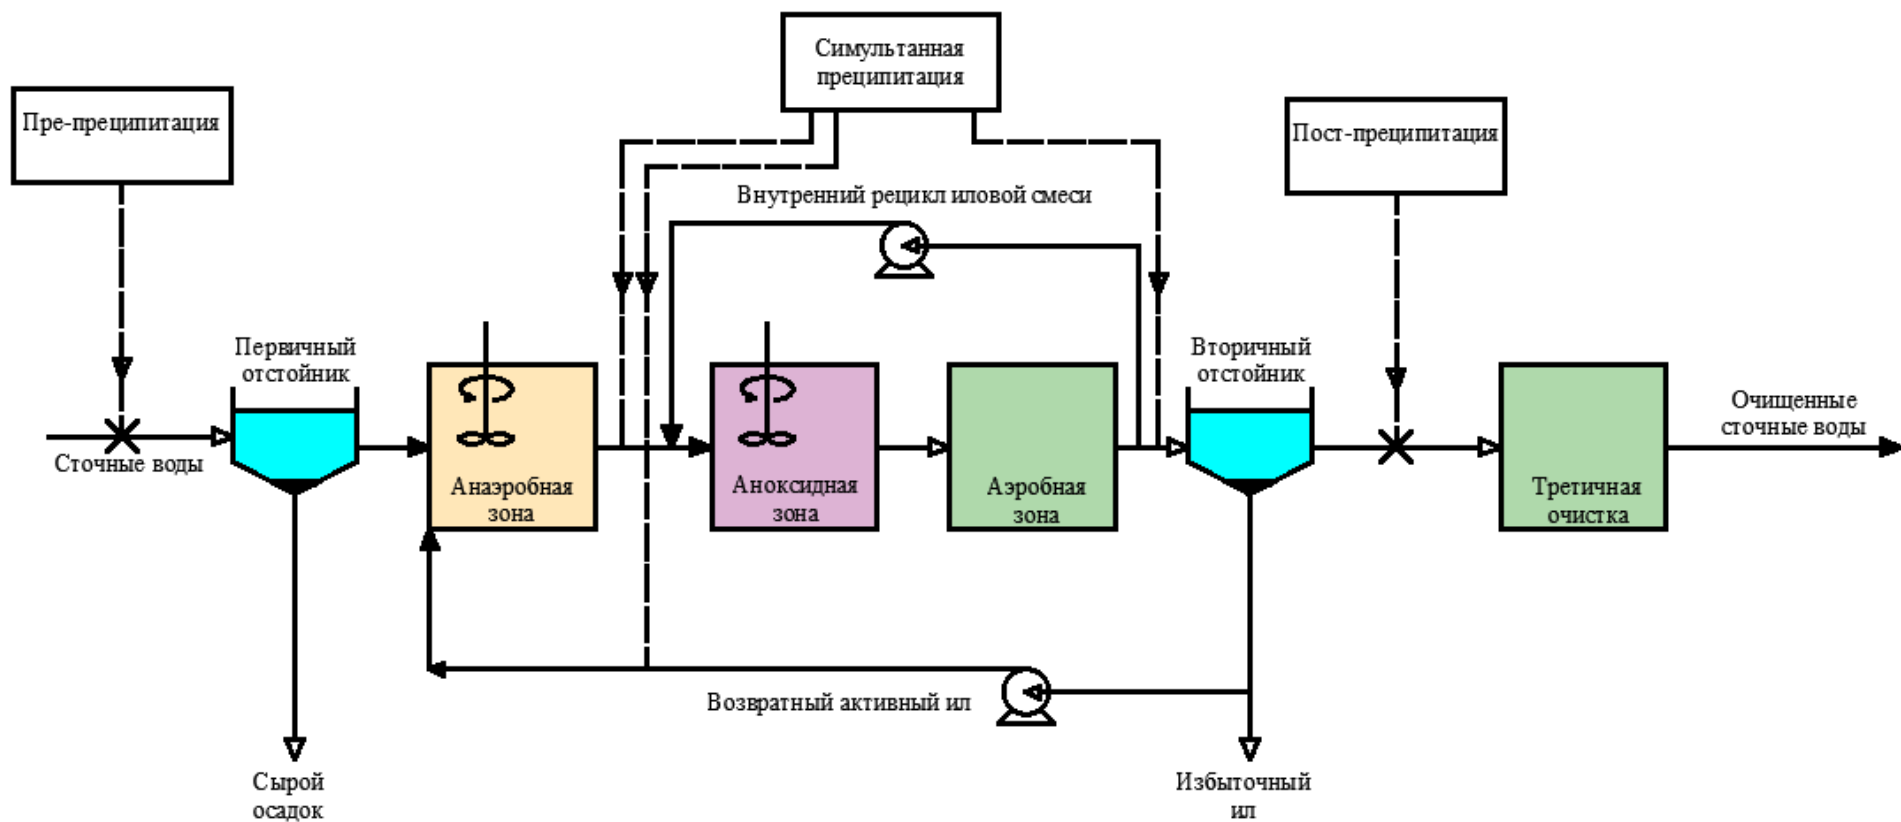 Симультанная
преципитация
Пре-преципитация
Пост-преципитация
Внутренний рецикл иловой смеси
Первичный
отстойник
Вторичный
отстойник
Очищенные
сточные воды
Сточные воды
Анаэробная
зона
Аноксидная
зона
Аэробная
зона
Третичная
очистка
Возвратный активный ил
Сырой
осадок
Избыточный
ил